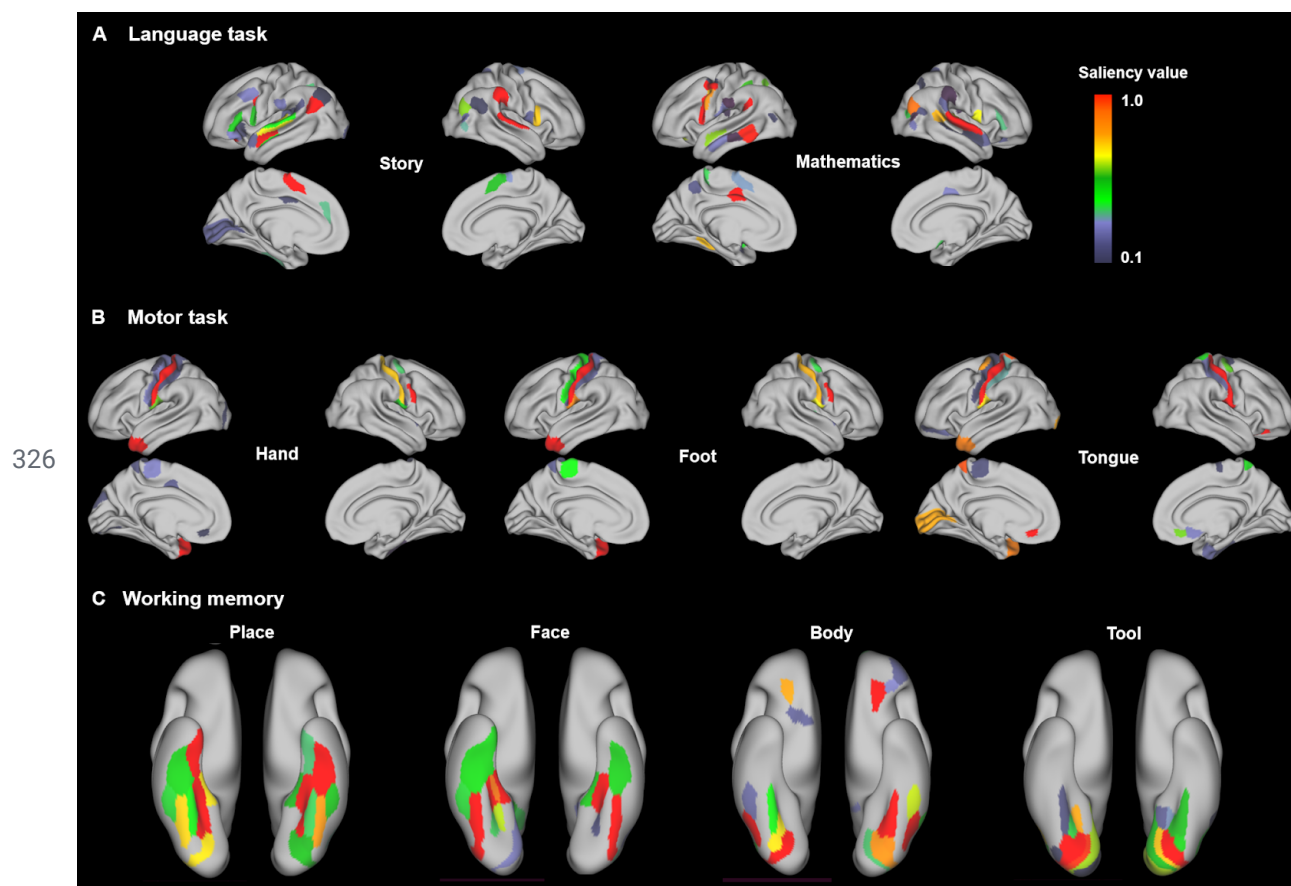 A Language task
Saliency value
1.0
Story
Mathematics
0.1
B Motor task
326
Hand
Foot
Tongue
C Working memory
Place
Face
Body
Tool